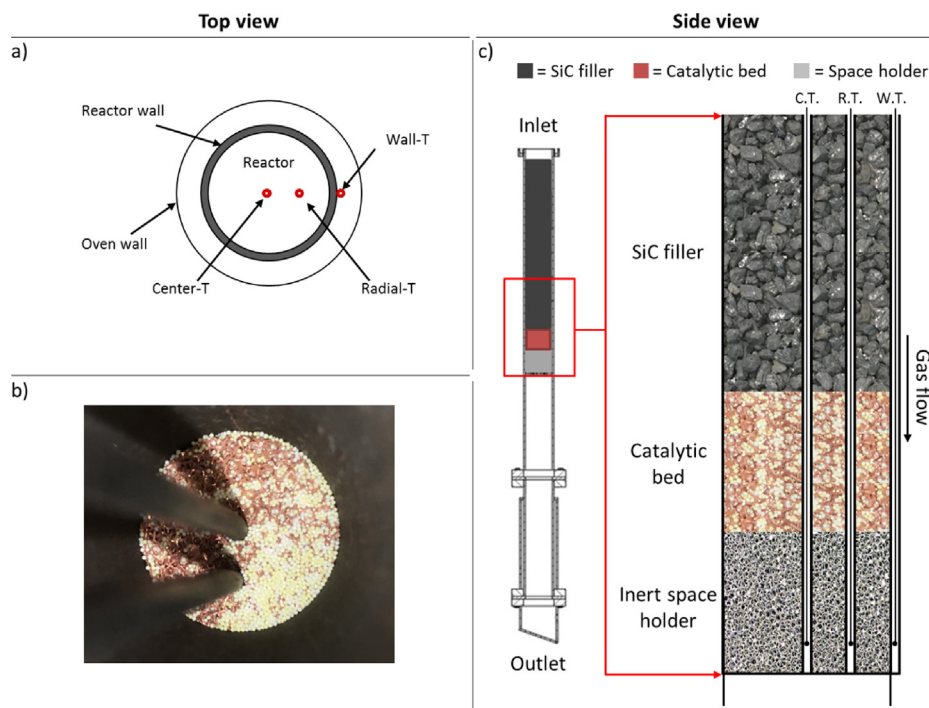 Top view
Side view
a)
Reactor wall
Reactor
Wall-T
Oven wall
Center-T
Radial-T
b)
c)
= SiC filler
= Catalytic bed
= Space holder
C.T.
R.T.
W.T.
Inlet
SiC filler
Gas flow
Catalytic
bed
Inert space
holder
Outlet